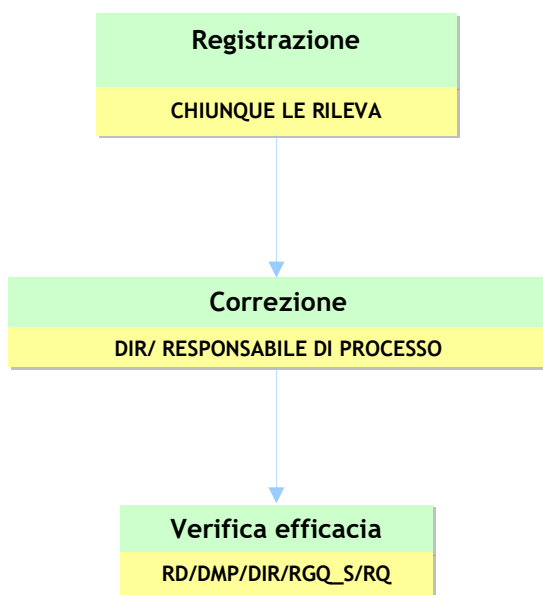 Registrazione
CHIUNQUE LE RILEVA
Correzione
DIR/ RESPONSABILE DI PROCESSO
Verifica efficacia
RD/DMP/DIR/RGQ_S/RQ